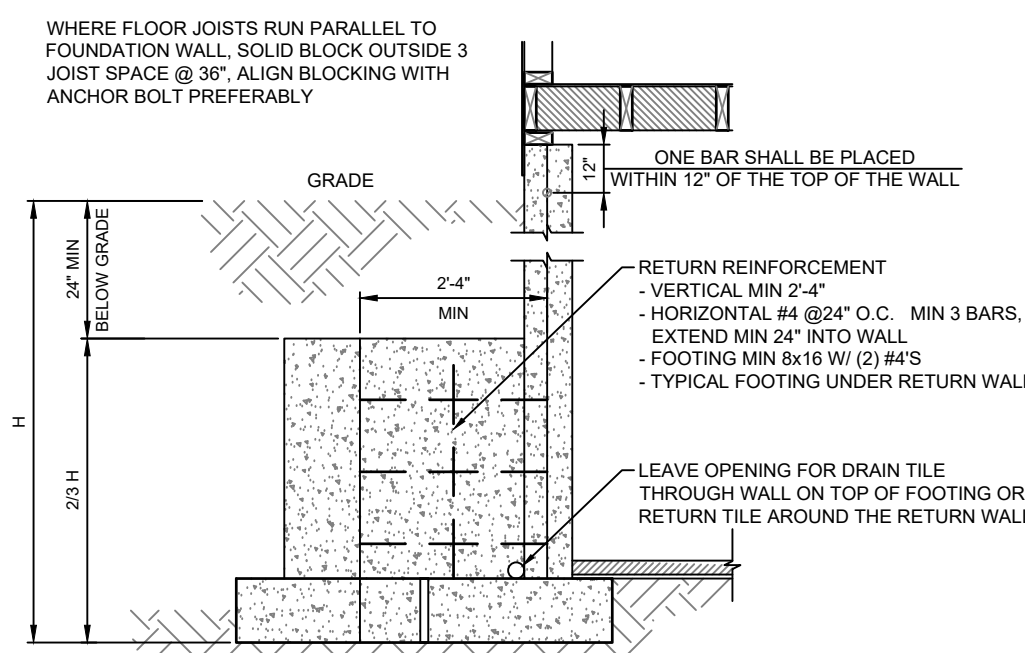 WHERE FLOOR JOISTS RUN PARALLEL TO
FOUNDATION WALL, SOLID BLOCK OUTSIDE 3
JOIST SPACE @ 36", ALIGN BLOCKING WITH
ANCHOR BOLT PREFERABLY
12"
ONE BAR SHALL BE PLACED
WITHIN 12" OF THE TOP OF THE WALL
GRADE
24" MIN
BELOW GRADE
2'-4"
MIN
RETURN REINFORCEMENT
- VERTICAL MIN 2'-4"
- HORIZONTAL #4 @24" O.C. MIN 3 BARS,
EXTEND MIN 24" INTO WALL
- FOOTING MIN 8x16 W/ (2) #4'S
- TYPICAL FOOTING UNDER RETURN WALL
H
2/3 H
LEAVE OPENING FOR DRAIN TILE
THROUGH WALL ON TOP OF FOOTING OR
RETURN TILE AROUND THE RETURN WALL